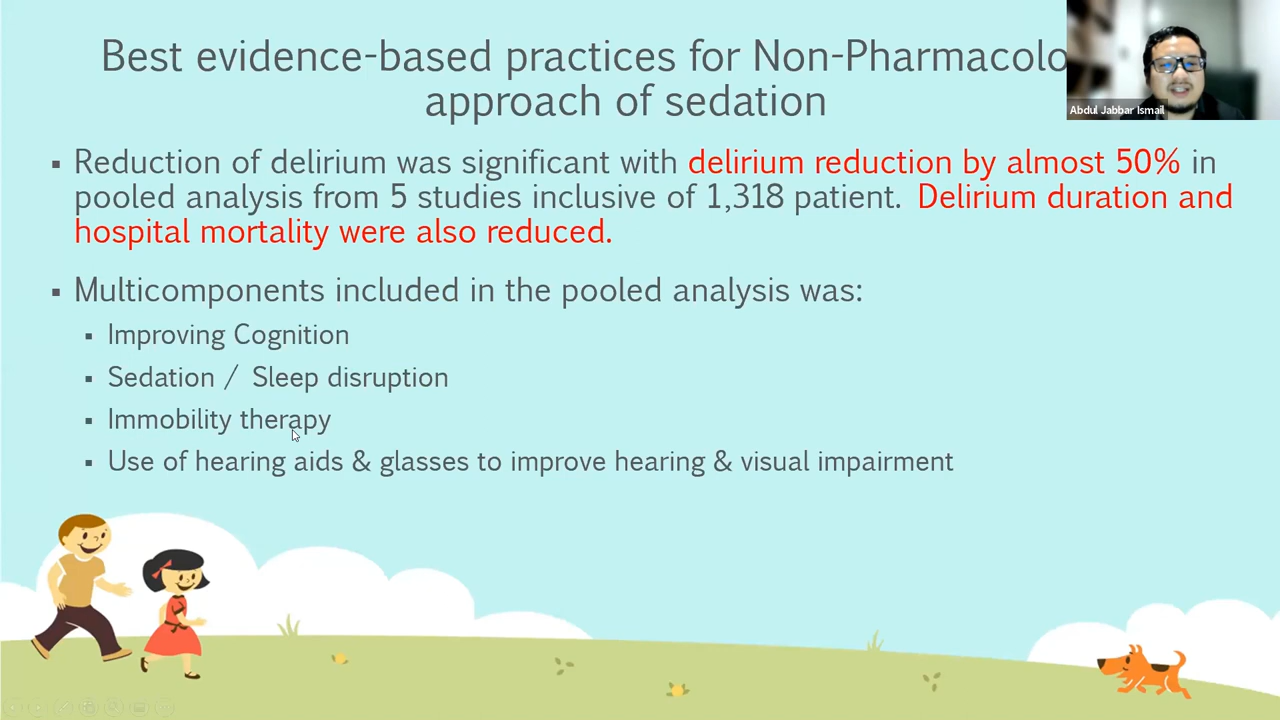 Best evidence-based practices for Non-Pharmacolo
approach of sedation
Abdul Jabbar Ismail
▪ Reduction of delirium was significant with delirium reduction by almost 50% in
pooled analysis from 5 studies inclusive of 1,318 patient. Delirium duration and
hospital mortality were also reduced.
▪ Multicomponents included in the pooled analysis was:
▪ Improving Cognition
▪ Sedation / Sleep disruption
▪ Immobility therapy
▪ Use of hearing aids & glasses to improve hearing & visual impairment